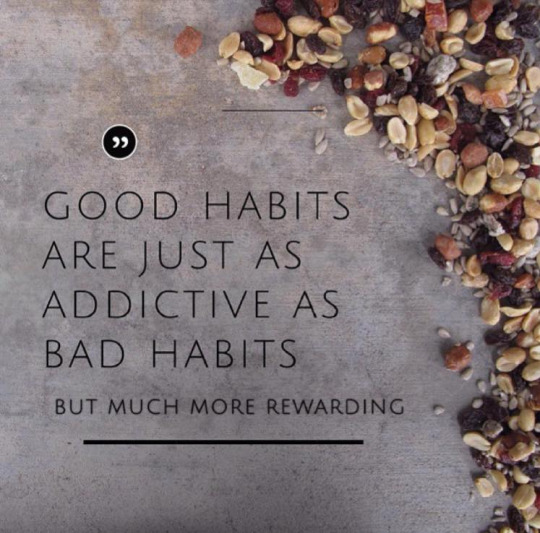 ”
GOOD HABITS
ARE JUST AS
ADDICTIVE AS
BAD HABITS
BUT MUCH MORE REWARDING